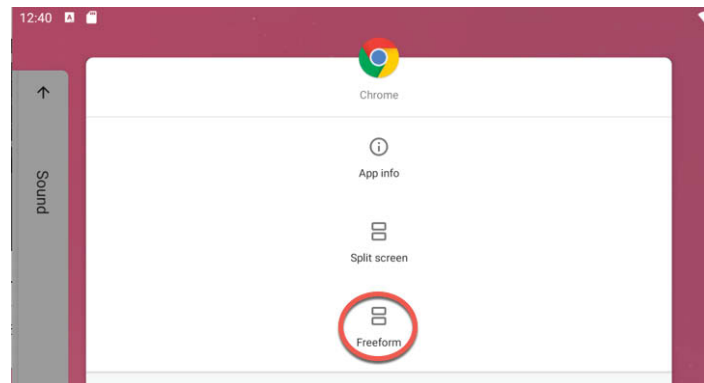 12:40
Sound
Chrome
App info
Split screen
Freeform